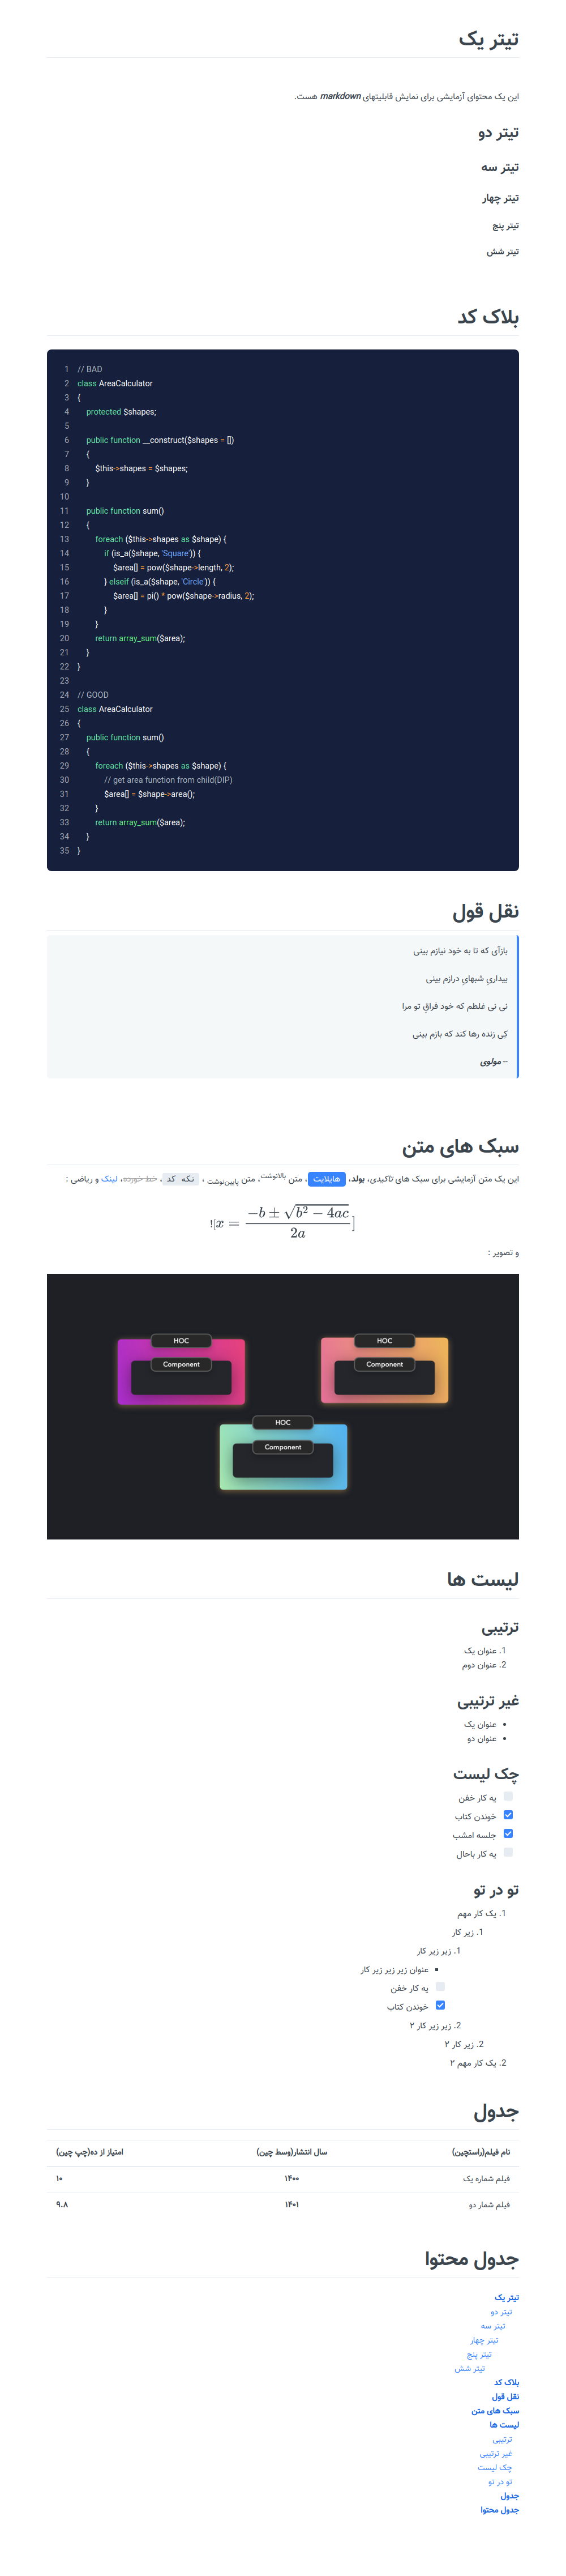 تیتر یک
این یک محتوای آزمایشی برای نمایش قابلیتهای markdown هست.
تیتر دو
تیتر سه
تیتر چهار
تیتر پنج
تیتر شش
بلاک کد
1 // BAD
2 class AreaCalculator
3 {
4 protected $shapes;
5
6 public function __construct($shapes = [])
7 {
8 $this->shapes = $shapes;
9 }
10
11 public function sum()
12 {
13 foreach ($this->shapes as $shape) {
14 if (is_a($shape, 'Square')) {
15 $area[] = pow($shape->length, 2);
16 } elseif (is_a($shape, 'Circle')) {
17 $area[] = pi() * pow($shape->radius, 2);
18 }
19 }
20 return array_sum($area);
21 }
22 }
23
24 // GOOD
25 class AreaCalculator
26 {
27 public function sum()
28 {
29 foreach ($this->shapes as $shape) {
30 // get area function from child(DIP)
31 $area[] = $shape->area();
32 }
33 return array_sum($area);
34 }
35 }
نقل قول
بازآی که تا به خود نیازم بینی
بیداریِ شبهایِ درازم بینی
نی نی غلطم که خود فراقِ تو مرا
کِی زنده رها کند که بازم بینی
– مولوی
سبک های متن
این یک متن آزمایشی برای سبک های تاکیدی، بولد، هایلایت ، متن بالانوشت، متن پایین‌نوشت ، تکه کد ، خط خورده، لینک و ریاضی :
![x = −b ± √b² − 4ac / 2a]
و تصویر :
HOC
HOC
Component
Component
HOC
Component
لیست ها
ترتیبی
1. عنوان یک
2. عنوان دوم
غیر ترتیبی
عنوان یک
عنوان دو
چک لیست
یه کار خفن
خوندن کتاب
جلسه امشب
یه کار باحال
تو در تو
1. یک کار مهم
1. زیر کار
1. زیر زیر کار
عنوان زیر زیر زیر کار
یه کار خفن
خوندن کتاب
2. زیر زیر کار ۲
2. زیر کار ۲
2. یک کار مهم ۲
جدول
نام فیلم(راستچین) سال انتشار(وسط چین) امتیاز از ده(چپ چین)
فیلم شماره یک ۱۴۰۰ ۱۰
فیلم شمار دو ۱۴۰۱ ۹.۸
جدول محتوا
تیتر یک
تیتر دو
تیتر سه
تیتر چهار
تیتر پنج
تیتر شش
بلاک کد
نقل قول
سبک های متن
لیست ها
ترتیبی
غیر ترتیبی
چک لیست
تو در تو
جدول
جدول محتوا